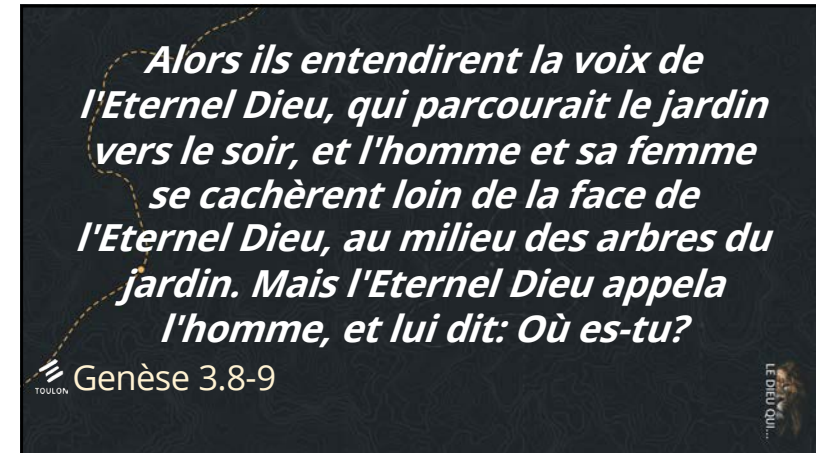 Alors ils entendirent la voix de
l'Eternel Dieu, qui parcourait le jardin
vers le soir, et l'homme et sa femme
se cachèrent loin de la face de
l'Eternel Dieu, au milieu des arbres du
jardin. Mais l'Eternel Dieu appela
l'homme, et lui dit: Où es-tu?
Genèse 3.8-9
TOULON
LE DIEU QUI...